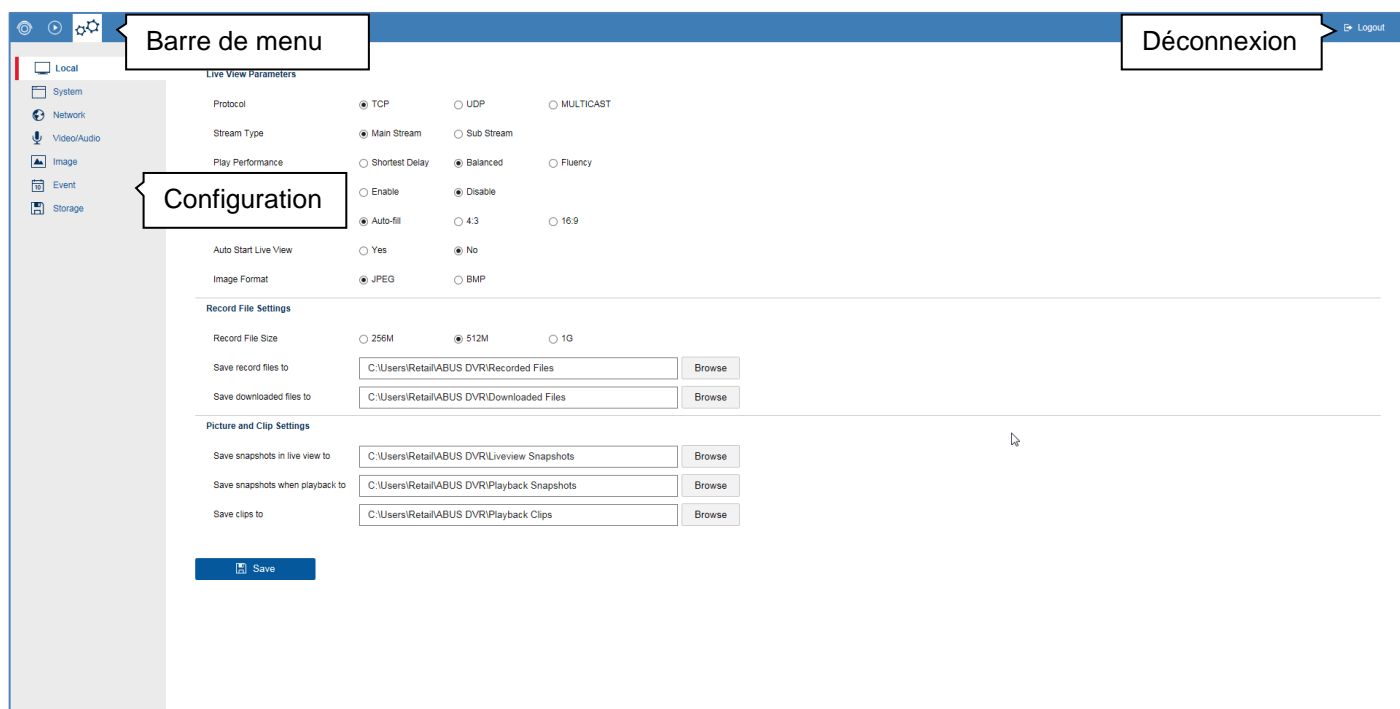 Barre de menu
Déconnexion
Logout
Local
System
Network
Video/Audio
Image
10 Event
Storage
Configuration
Live View Parameters
Protocol TCP UDP MULTICAST
Stream Type Main Stream Sub Stream
Play Performance Shortest Delay Balanced Fluency
Enable Disable
Auto-fill 4:3 16:9
Auto Start Live View Yes No
Image Format JPEG BMP
Record File Settings
Record File Size 256M 512M 1G
Save record files to C:\Users\Retail\ABUS DVR\Recorded Files Browse
Save downloaded files to C:\Users\Retail\ABUS DVR\Downloaded Files Browse
Picture and Clip Settings
Save snapshots in live view to C:\Users\Retail\ABUS DVR\Liveview Snapshots Browse
Save snapshots when playback to C:\Users\Retail\ABUS DVR\Playback Snapshots Browse
Save clips to C:\Users\Retail\ABUS DVR\Playback Clips Browse
Save